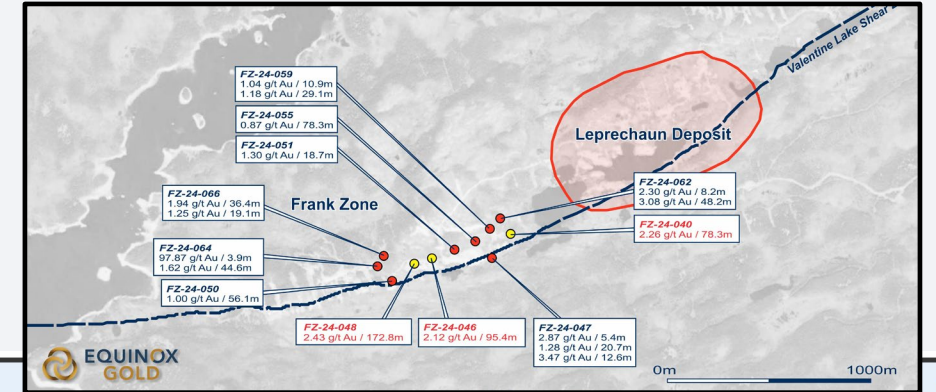 Valentine Lake Shear
FZ-24-059
1.04 g/t Au / 10.9m
1.18 g/t Au / 29.1m
FZ-24-055
0.87 g/t Au / 78.3m
FZ-24-051
1.30 g/t Au / 18.7m
Leprechaun Deposit
FZ-24-066
1.94 g/t Au / 36.4m
1.25 g/t Au / 19.1m
Frank Zone
FZ-24-062
2.30 g/t Au / 8.2m
3.08 g/t Au / 48.2m
FZ-24-040
2.26 g/t Au / 78.3m
FZ-24-064
97.87 g/t Au / 3.9m
1.62 g/t Au / 44.6m
FZ-24-050
1.00 g/t Au / 56.1m
FZ-24-048
2.43 g/t Au / 172.8m
FZ-24-046
2.12 g/t Au / 95.4m
FZ-24-047
2.87 g/t Au / 5.4m
1.28 g/t Au / 20.7m
3.47 g/t Au / 12.6m
EQUINOX
GOLD
0m 1000m